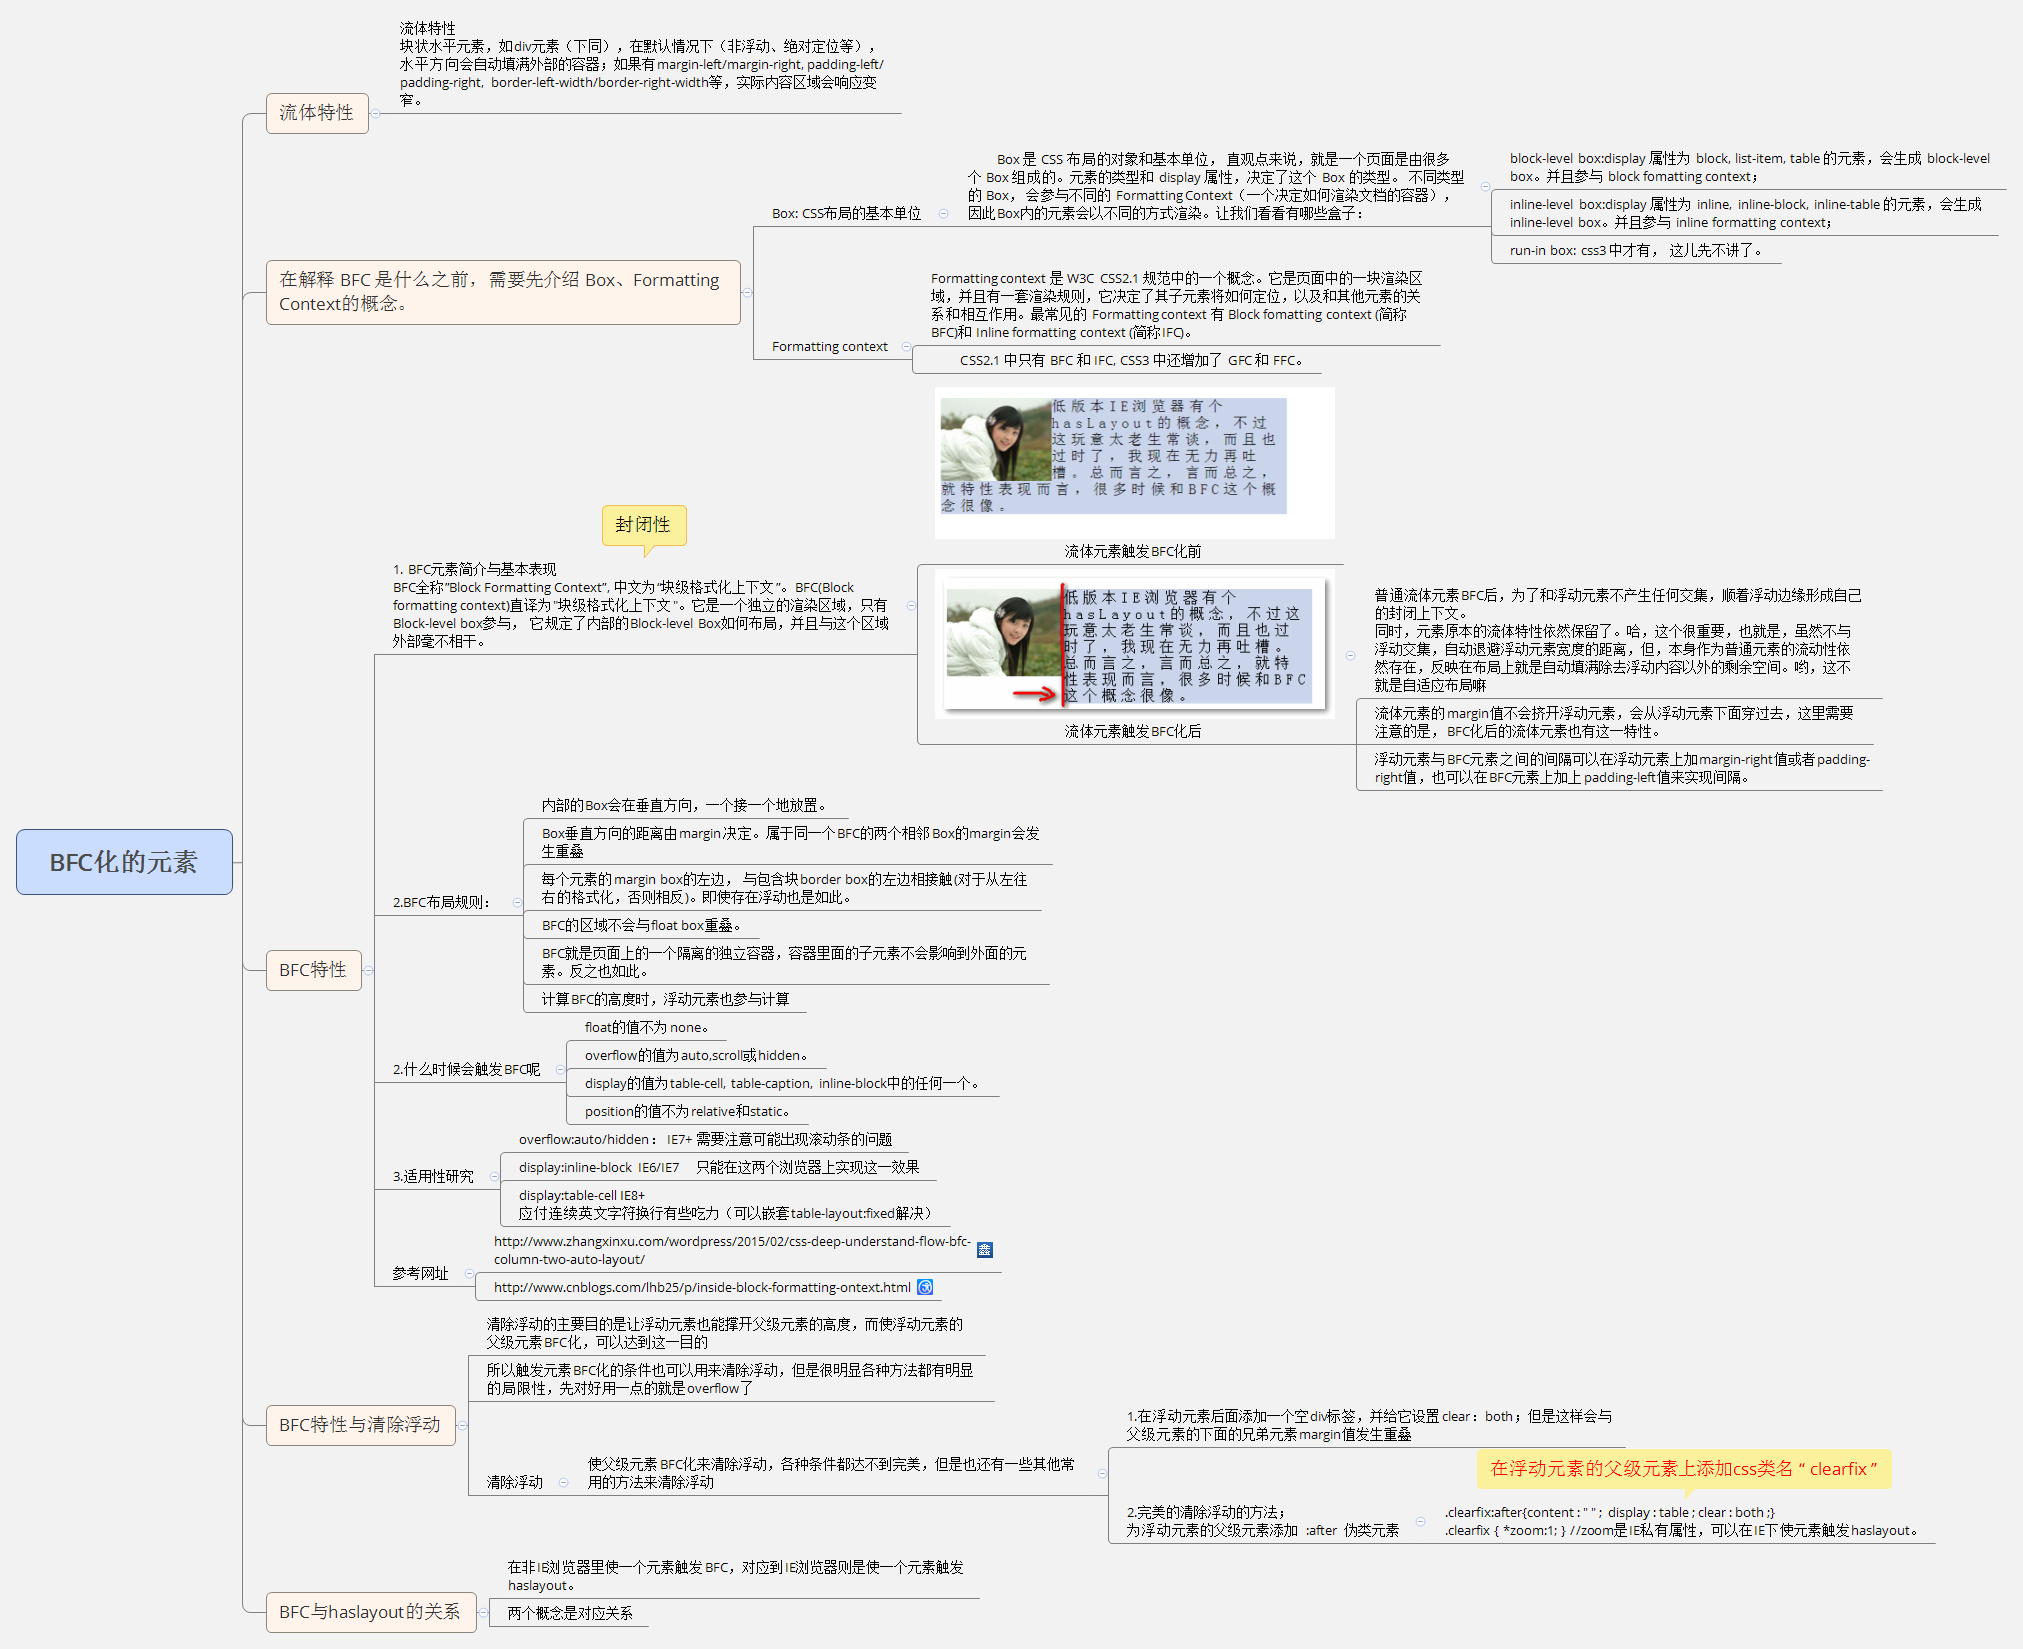 流体特性
块状水平元素，如div元素（下同），在默认情况下（非浮动、绝对定位等），
水平方向会自动填满外部的容器；如果有margin-left/margin-right, padding-left/
padding-right, border-left-width/border-right-width等，实际内容区域会响应变
窄。
流体特性
在解释 BFC 是什么之前， 需要先介绍 Box、Formatting
Context的概念。
Box: CSS布局的基本单位
Box 是 CSS 布局的对象和基本单位， 直观点来说，就是一个页面是由很多
个 Box 组成的。元素的类型和 display 属性，决定了这个 Box 的类型。 不同类型
的 Box， 会参与不同的 Formatting Context（一个决定如何渲染文档的容器），
因此Box内的元素会以不同的方式渲染。让我们看看有哪些盒子：
block-level box:display 属性为 block, list-item, table 的元素，会生成 block-level
box。并且参与 block fomatting context；
inline-level box:display 属性为 inline, inline-block, inline-table 的元素，会生成
inline-level box。并且参与 inline formatting context；
run-in box: css3 中才有， 这儿先不讲了。
Formatting context
Formatting context 是 W3C CSS2.1 规范中的一个概念。它是页面中的一块渲染区
域，并且有一套渲染规则，它决定了其子元素将如何定位，以及和其他元素的关
系和相互作用。最常见的 Formatting context 有 Block fomatting context (简称
BFC)和 Inline formatting context (简称IFC)。
CSS2.1 中只有 BFC 和 IFC, CSS3 中还增加了 GFC 和 FFC。
BFC化的元素
BFC特性
封闭性
1. BFC元素简介与基本表现
BFC全称”Block Formatting Context”, 中文为“块级格式化上下文”。BFC(Block
formatting context)直译为"块级格式化上下文"。它是一个独立的渲染区域，只有
Block-level box参与， 它规定了内部的Block-level Box如何布局，并且与这个区域
外部毫不相干。
低版本IE浏览器有个
hasLayout的概念，不过
这玩意太老生常谈，而且也
过时了，我现在无力再吐
槽。总而言之，言而总之，
就特性表现而言，很多时候和BFC这个概
念很像。
流体元素触发BFC化前
低版本IE浏览器有个
hasLayout的概念，不过这
玩意太老生常谈，而且也过
时了，我现在无力再吐槽。
总而言之，言而总之，就特
性表现而言，很多时候和BFC
这个概念很像。
流体元素触发BFC化后
普通流体元素BFC后，为了和浮动元素不产生任何交集，顺着浮动边缘形成自己
的封闭上下文。
同时，元素原本的流体特性依然保留了。哈，这个很重要，也就是，虽然不与
浮动交集，自动退避浮动元素宽度的距离，但，本身作为普通元素的流动性依
然存在，反映在布局上就是自动填满除去浮动内容以外的剩余空间。哟，这不
就是自适应布局嘛
流体元素的margin值不会挤开浮动元素，会从浮动元素下面穿过去，这里需要
注意的是，BFC化后的流体元素也有这一特性。
浮动元素与BFC元素之间的间隔可以在浮动元素上加margin-right值或者padding-
right值，也可以在BFC元素上加上padding-left值来实现间隔。
2.BFC布局规则：
内部的Box会在垂直方向，一个接一个地放置。
Box垂直方向的距离由margin决定。属于同一个BFC的两个相邻Box的margin会发
生重叠
每个元素的margin box的左边， 与包含块border box的左边相接触(对于从左往
右的格式化，否则相反)。即使存在浮动也是如此。
BFC的区域不会与float box重叠。
BFC就是页面上的一个隔离的独立容器，容器里面的子元素不会影响到外面的元
素。反之也如此。
计算BFC的高度时，浮动元素也参与计算
2.什么时候会触发BFC呢
float的值不为none。
overflow的值为auto,scroll或hidden。
display的值为table-cell, table-caption, inline-block中的任何一个。
position的值不为relative和static。
3.适用性研究
overflow:auto/hidden： IE7+ 需要注意可能出现滚动条的问题
display:inline-block IE6/IE7 只能在这两个浏览器上实现这一效果
display:table-cell IE8+
应付连续英文字符换行有些吃力（可以嵌套table-layout:fixed解决）
参考网址
http://www.zhangxinxu.com/wordpress/2015/02/css-deep-understand-flow-bfc-
column-two-auto-layout/
鑫
http://www.cnblogs.com/lhb25/p/inside-block-formatting-ontext.html
BFC特性与清除浮动
清除浮动的主要目的是让浮动元素也能撑开父级元素的高度，而使浮动元素的
父级元素BFC化，可以达到这一目的
所以触发元素BFC化的条件也可以用来清除浮动，但是很明显各种方法都有明显
的局限性，先对好用一点的就是overflow了
清除浮动
使父级元素BFC化来清除浮动，各种条件都达不到完美，但是也还有一些其他常
用的方法来清除浮动
1.在浮动元素后面添加一个空div标签，并给它设置clear：both；但是这样会与
父级元素的下面的兄弟元素margin值发生重叠
在浮动元素的父级元素上添加css类名 “ clearfix ”
2.完美的清除浮动的方法；
为浮动元素的父级元素添加 :after 伪类元素
.clearfix:after{content : " " ; display : table ; clear : both ;}
.clearfix { *zoom:1; } //zoom是IE私有属性，可以在IE下使元素触发haslayout。
BFC与haslayout的关系
在非IE浏览器里使一个元素触发 BFC，对应到IE浏览器则是使一个元素触发
haslayout。
两个概念是对应关系